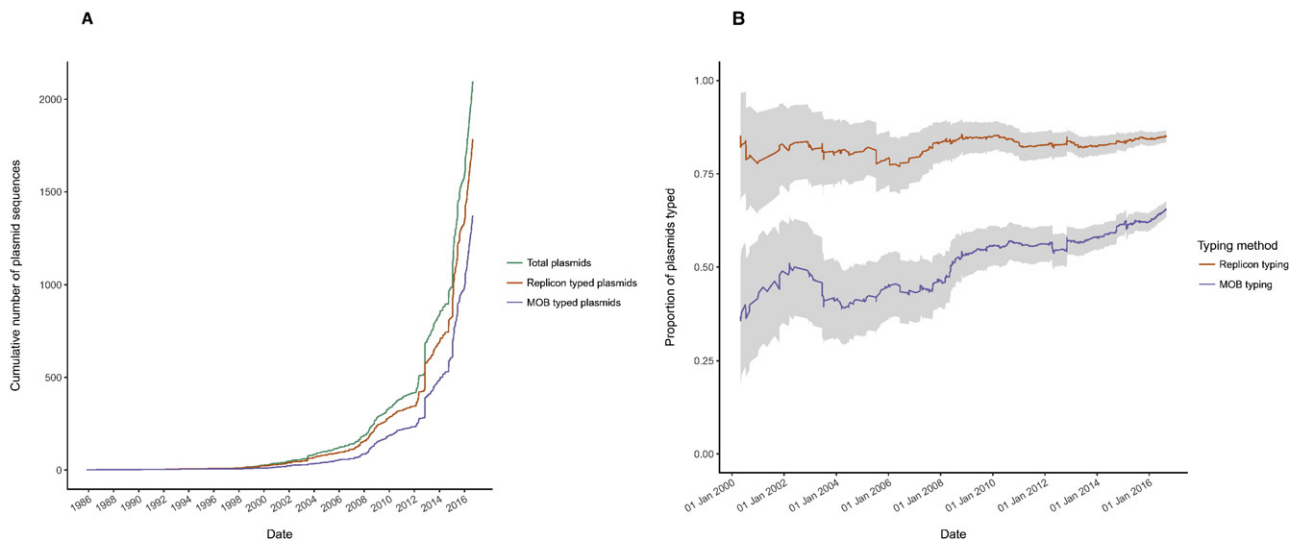 A
Cumulative number of plasmid sequences
2000
1500
1000
500
0
1986
1988
1990
1992
1994
1996
1998
2000
2002
2004
2006
2008
2010
2012
2014
2016
Date
Total plasmids
Replicon typed plasmids
MOB typed plasmids
B
Proportion of plasmids typed
1.00
0.75
0.50
0.25
0.00
01 Jan 2000
01 Jan 2002
01 Jan 2004
01 Jan 2006
01 Jan 2008
01 Jan 2010
01 Jan 2012
01 Jan 2014
01 Jan 2016
Date
Typing method
Replicon typing
MOB typing